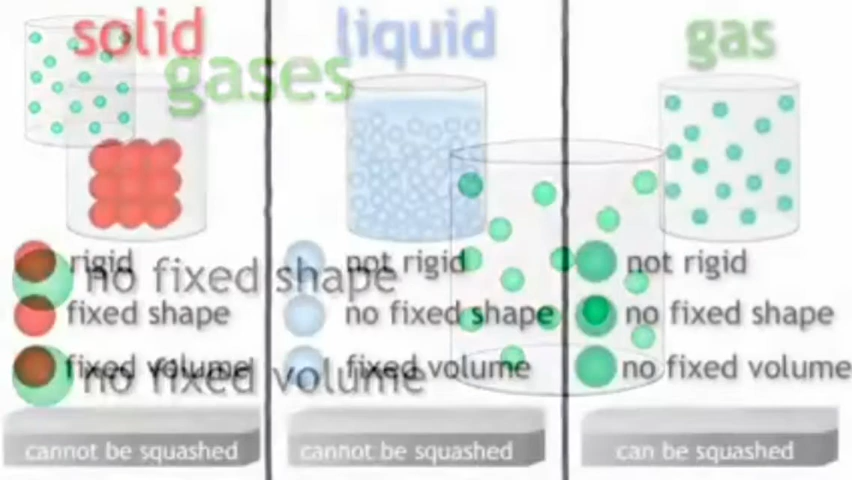 solid
gases
rigid
no fixed shape
fixed shape
fixed volume
no fixed volume
cannot be squashed
liquid
not rigid
no fixed shape
fixed volume
cannot be squashed
gas
not rigid
no fixed shape
no fixed volume
can be squashed